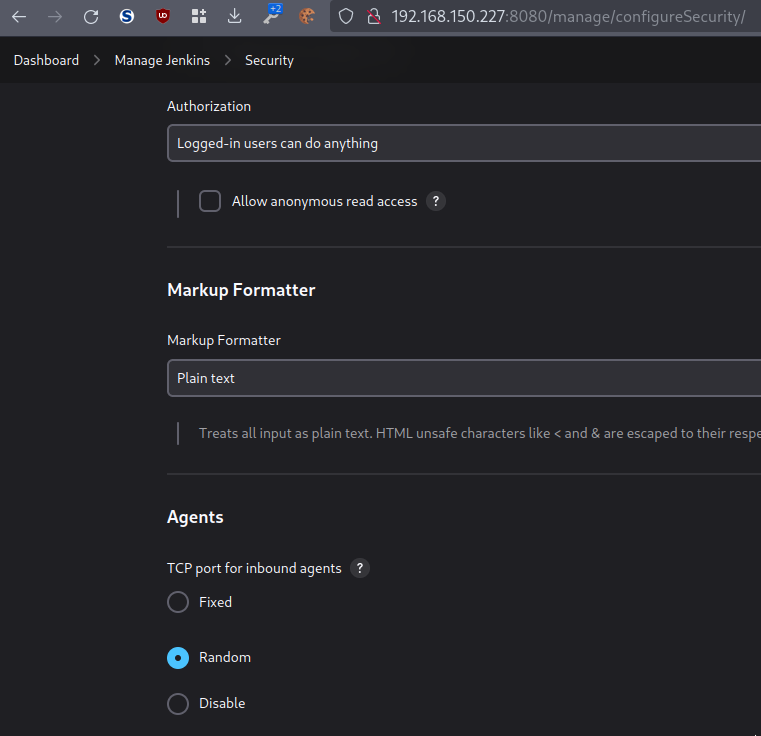 UD
+2
192.168.150.227:8080/manage/configureSecurity/
Dashboard > Manage Jenkins > Security
Authorization
Logged-in users can do anything
Allow anonymous read access ?
Markup Formatter
Markup Formatter
Plain text
Treats all input as plain text. HTML unsafe characters like < and & are escaped to their respe
Agents
TCP port for inbound agents ?
Fixed
Random
Disable